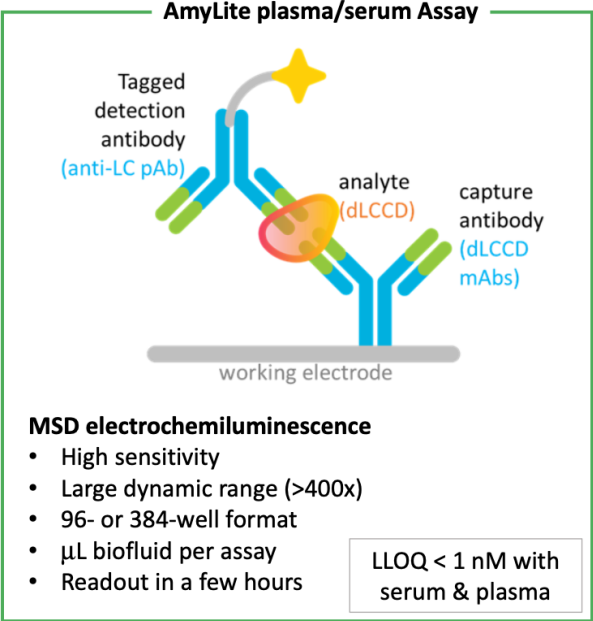 AmyLite plasma/serum Assay
Tagged
detection
antibody
(anti-LC pAb)
analyte
(dLCCD)
capture
antibody
(dLCCD
mAbs)
working electrode
MSD electrochemiluminescence
• High sensitivity
• Large dynamic range (>400x)
• 96- or 384-well format
• μL biofluid per assay
• Readout in a few hours
LLOQ < 1 nM with
serum & plasma